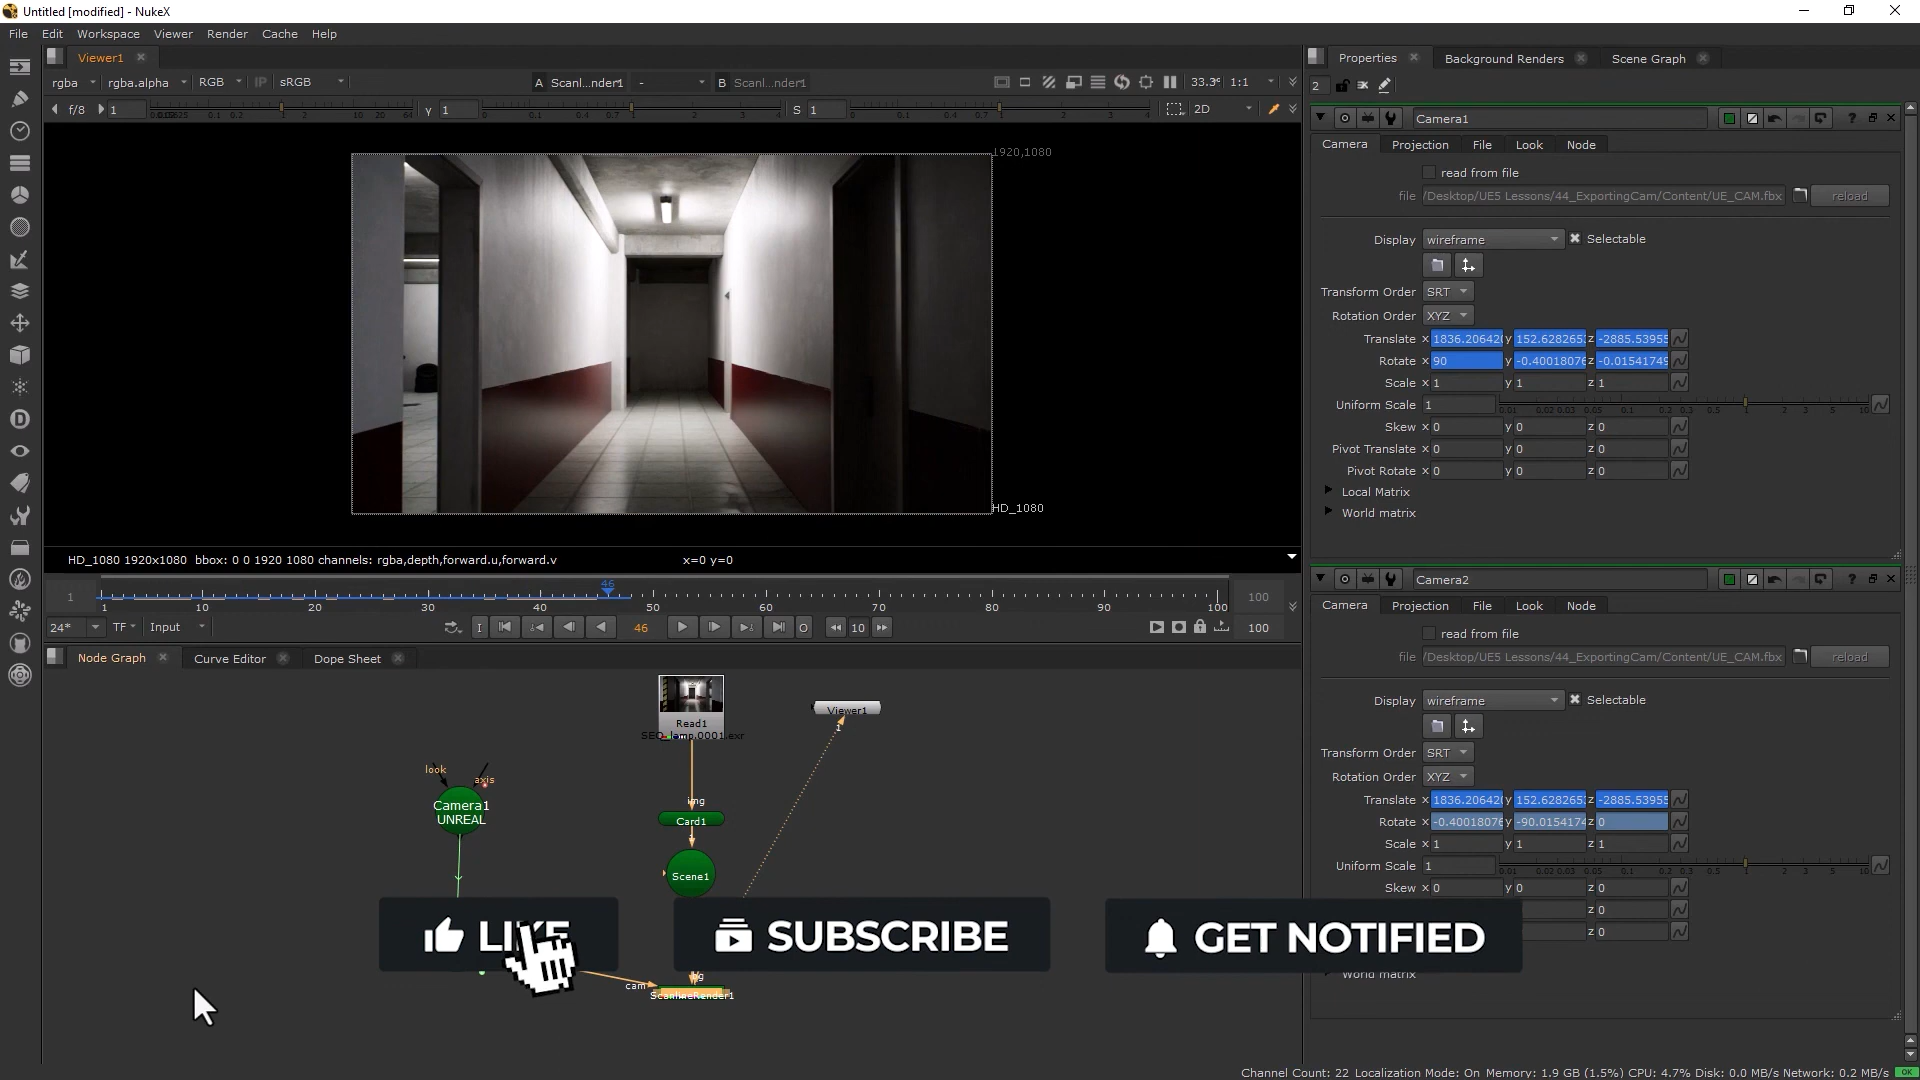 Untitled [modified] - NukeX
File Edit Workspace Viewer Render Cache Help
Viewer1
Properties Background Renders Scene Graph
rgba rgba.alpha RGB IP sRGB A Scanl...nder1 - B Scanl...nder1 33.3 1:1
2
f/8 1 γ 1 S 1 2D
Camera1
Camera Projection File Look Node
read from file
file /Desktop/UE5 Lessons/44_ExportingCam/Content/UE_CAM.fbx reload
Display wireframe Selectable
Transform Order SRT
Rotation Order XYZ
Translate x 1836.20642 y 152.628265 z -2885.53955
Rotate x 90 y -0.40018076 z -0.01541749
Scale x 1 y 1 z 1
Uniform Scale 1
Skew x 0 y 0 z 0
Pivot Translate x 0 y 0 z 0
Pivot Rotate x 0 y 0 z 0
Local Matrix
World matrix
1920,1080
HD_1080
HD_1080 1920x1080 bbox: 0 0 1920 1080 channels: rgba,depth,forward.u,forward.v x=0 y=0
46
1 1 10 20 30 40 50 60 70 80 90 100 100
24* TF Input I 46 O 10 100
Node Graph Curve Editor Dope Sheet
Camera2
Camera Projection File Look Node
read from file
file /Desktop/UE5 Lessons/44_ExportingCam/Content/UE_CAM.fbx reload
Display wireframe Selectable
Transform Order SRT
Rotation Order XYZ
Translate x 1836.20642 y 152.628265 z -2885.53955
Rotate x -0.40018076 y -90.0154174 z 0
Scale x 1 y 1 z 1
Uniform Scale 1
Skew x 0 y 0 z 0
z 0
z 0
World matrix
Read1
SEQ_lamp.0001.exr
Viewer1
1
look axis
Camera1
UNREAL
img
Card1
Scene1
LIKE SUBSCRIBE GET NOTIFIED
cam
ScanlineRender1
Channel Count: 22 Localization Mode: On Memory: 1.9 GB (1.5%) CPU: 4.7% Disk: 0.0 MB/s Network: 0.2 MB/s OK